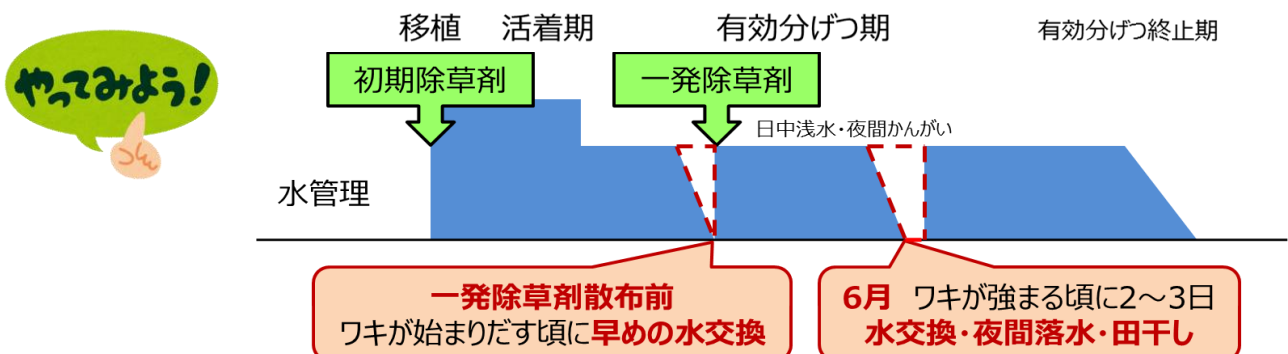 やってみよう!
移植 活着期 有効分げつ期 有効分げつ終止期
初期除草剤 一発除草剤
日中浅水・夜間かんがい
水管理
一発除草剤散布前
ワキが始まりだす頃に早めの水交換
6月 ワキが強まる頃に2～3日
水交換・夜間落水・田干し